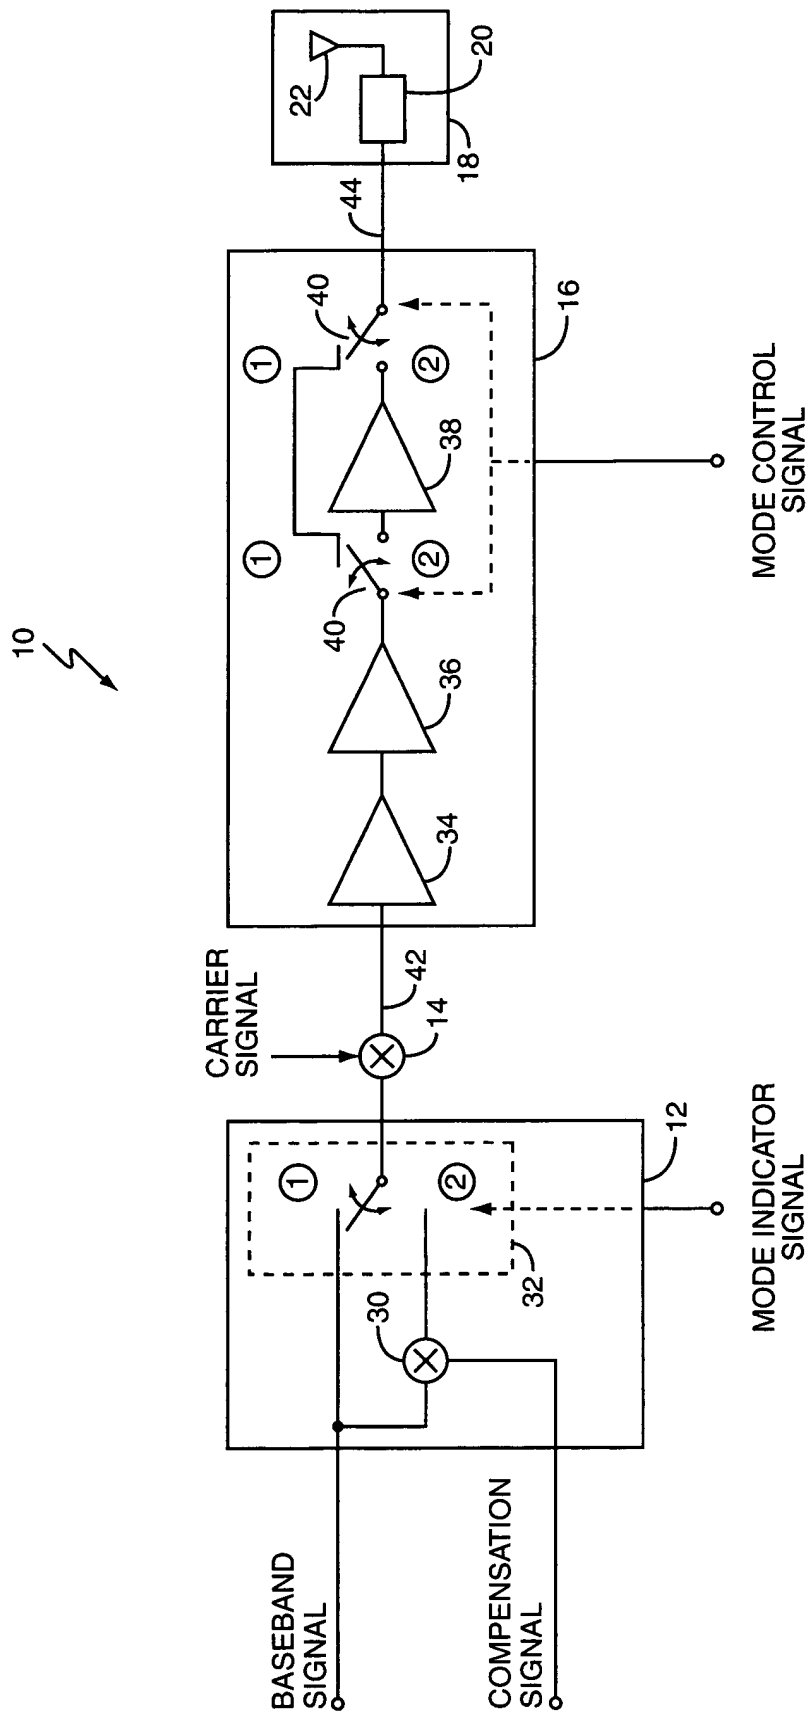 10
BASEBAND
SIGNAL
COMPENSATION
SIGNAL
30
32
①
②
12
MODE INDICATOR
SIGNAL
CARRIER
SIGNAL
14
42
34
36
40
①
②
38
①
②
40
16
MODE CONTROL
SIGNAL
44
18
20
22